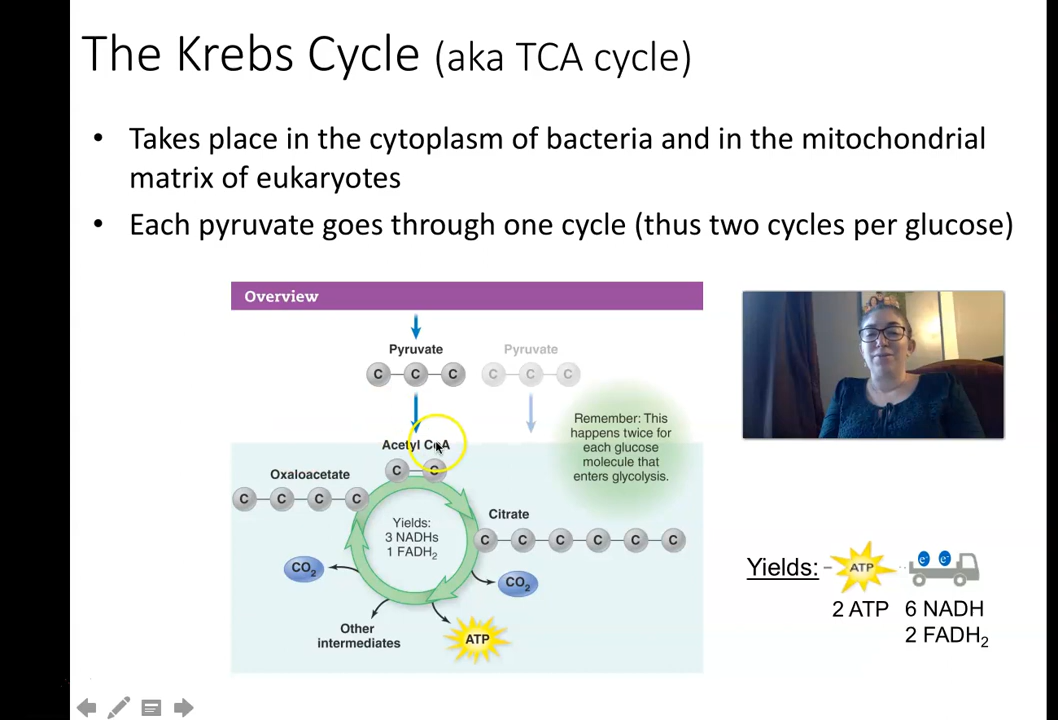 The Krebs Cycle (aka TCA cycle)
• Takes place in the cytoplasm of bacteria and in the mitochondrial
matrix of eukaryotes
• Each pyruvate goes through one cycle (thus two cycles per glucose)
Overview
Pyruvate
C C C
Pyruvate
C C C
Remember: This
happens twice for
each glucose
molecule that
enters glycolysis.
Acetyl CoA
C C
Oxaloacetate
C C C C
Yields:
3 NADHs
1 FADH₂
Citrate
C C C C C C
CO₂
CO₂
Other
intermediates
ATP
Yields:
ATP
e⁻ e⁻
2 ATP
6 NADH
2 FADH₂